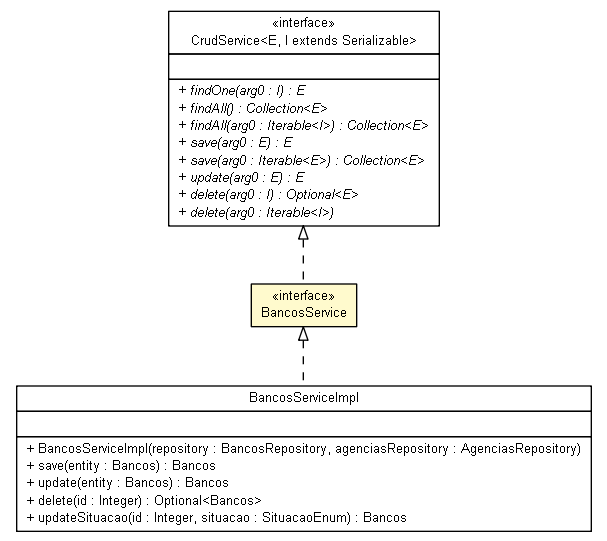 «interface»
CrudService<E, I extends Serializable>
+ findOne(arg0 : I) : E
+ findAll() : Collection<E>
+ findAll(arg0 : Iterable<I>) : Collection<E>
+ save(arg0 : E) : E
+ save(arg0 : Iterable<E>) : Collection<E>
+ update(arg0 : E) : E
+ delete(arg0 : I) : Optional<E>
+ delete(arg0 : Iterable<I>)
«interface»
BancosService
BancosServiceImpl
+ BancosServiceImpl(repository : BancosRepository, agenciasRepository : AgenciasRepository)
+ save(entity : Bancos) : Bancos
+ update(entity : Bancos) : Bancos
+ delete(id : Integer) : Optional<Bancos>
+ updateSituacao(id : Integer, situacao : SituacaoEnum) : Bancos